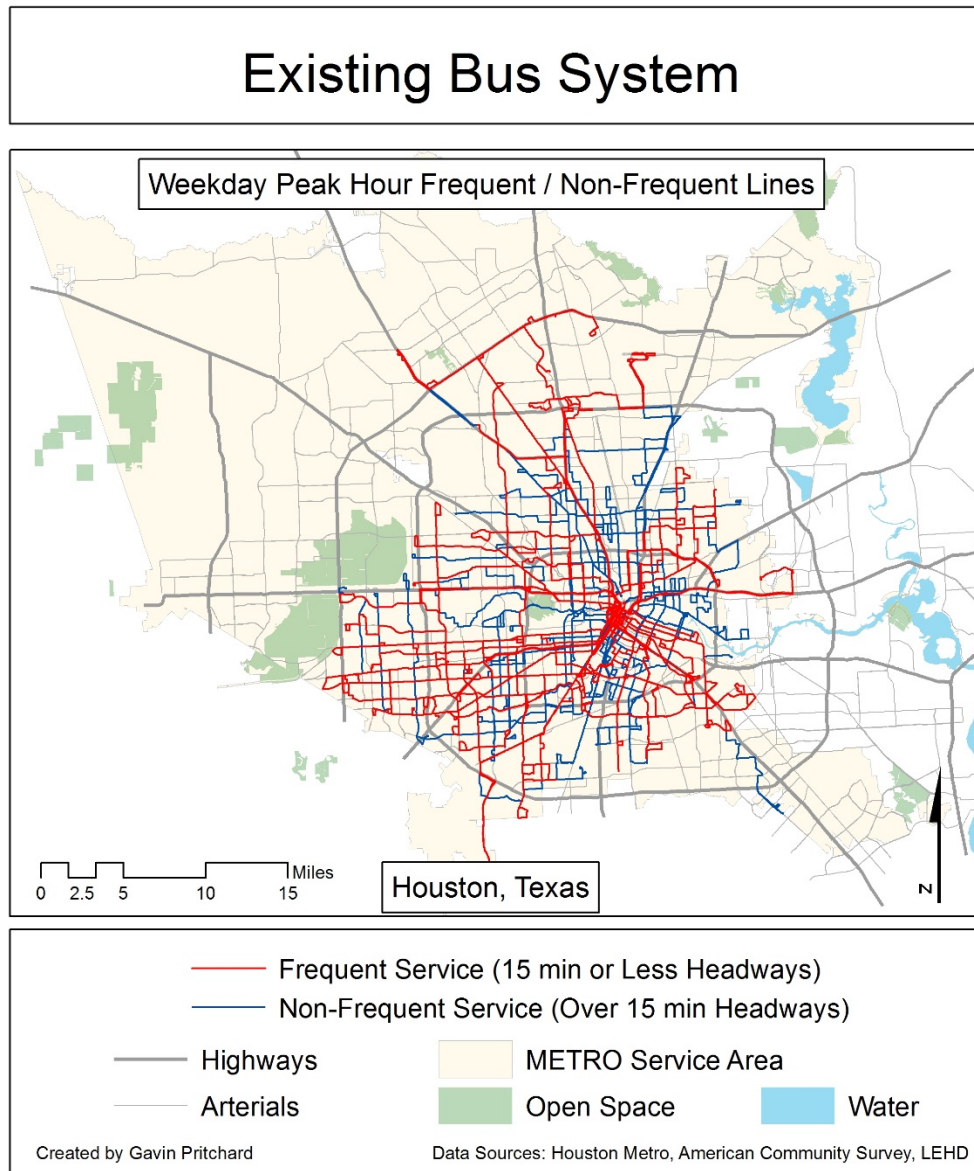 Existing Bus System
Weekday Peak Hour Frequent / Non-Frequent Lines
Miles
0 2.5 5 10 15
Houston, Texas
N
Frequent Service (15 min or Less Headways)
Non-Frequent Service (Over 15 min Headways)
Highways METRO Service Area
Arterials Open Space Water
Created by Gavin Pritchard Data Sources: Houston Metro, American Community Survey, LEHD